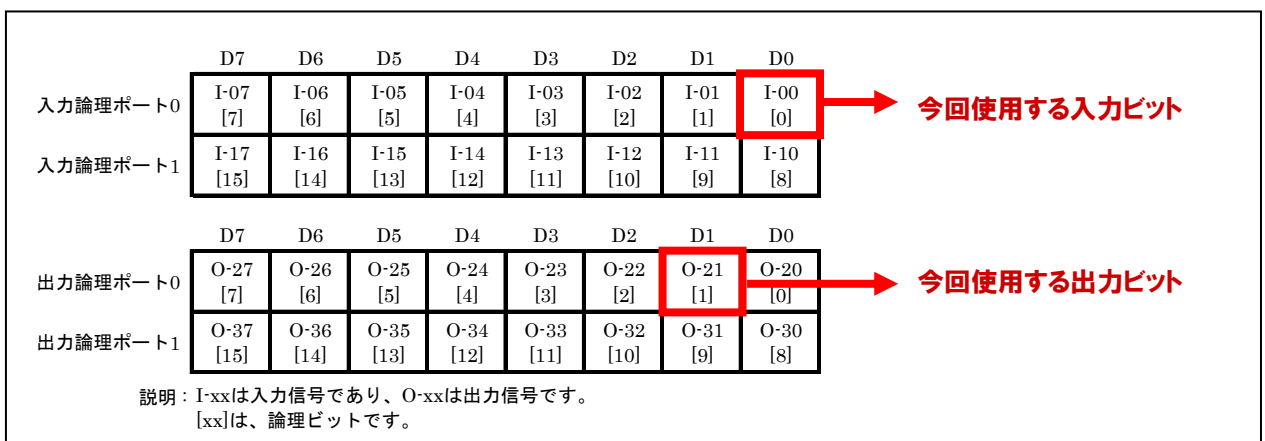 D7 D6 D5 D4 D3 D2 D1 D0
入力論理ポート0 I-07 I-06 I-05 I-04 I-03 I-02 I-01 I-00 今回使用する入力ビット
[7] [6] [5] [4] [3] [2] [1] [0]
入力論理ポート1 I-17 I-16 I-15 I-14 I-13 I-12 I-11 I-10
[15] [14] [13] [12] [11] [10] [9] [8]
D7 D6 D5 D4 D3 D2 D1 D0
出力論理ポート0 O-27 O-26 O-25 O-24 O-23 O-22 O-21 O-20 今回使用する出力ビット
[7] [6] [5] [4] [3] [2] [1] [0]
出力論理ポート1 O-37 O-36 O-35 O-34 O-33 O-32 O-31 O-30
[15] [14] [13] [12] [11] [10] [9] [8]
説明：I-xxは入力信号であり、O-xxは出力信号です。
[xx]は、論理ビットです。